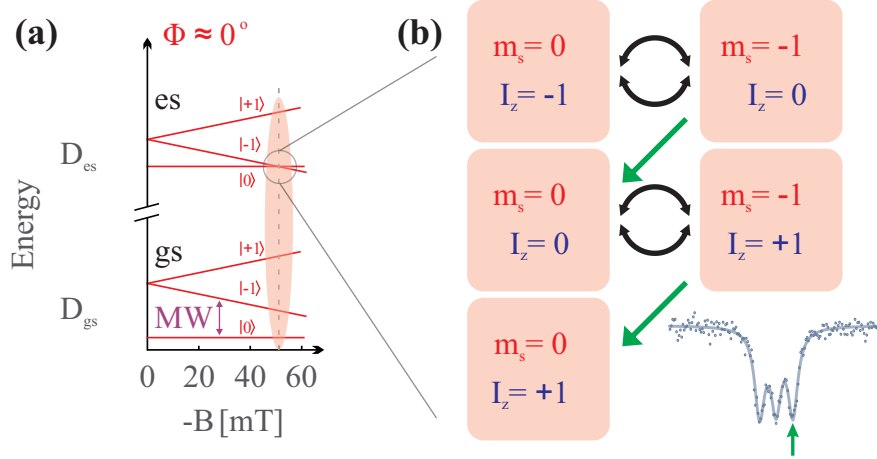 (a)
Φ ≈ 0°
es
|+1⟩
|-1⟩
|0⟩
D_es
Energy
gs
|+1⟩
|-1⟩
|0⟩
MW
D_gs
0 20 40 60
-B [mT]
(b)
m_s = 0
I_z = -1
m_s = -1
I_z = 0
m_s = 0
I_z = 0
m_s = -1
I_z = +1
m_s = 0
I_z = +1